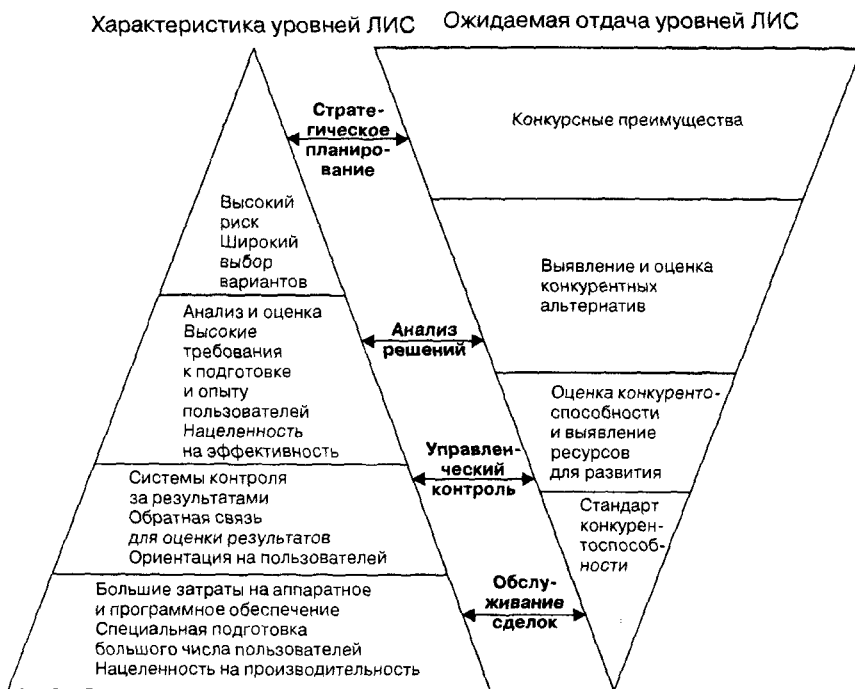 Характеристика уровней ЛИС
Ожидаемая отдача уровней ЛИС
Страте-
гическое
планиро-
вание
Конкурсные преимущества
Высокий
риск
Широкий
выбор
вариантов
Выявление и оценка
конкурентных
альтернатив
Анализ и оценка
Высокие
требования
к подготовке
и опыту
пользователей
Нацеленность
на эффективность
Анализ
решений
Оценка конкуренто-
способности
и выявление
ресурсов
для развития
Управлен-
ческий
контроль
Системы контроля
за результатами
Обратная связь
для оценки результатов
Ориентация на пользователей
Стандарт
конкурен-
тоспособ-
ности
Большие затраты на аппаратное
и программное обеспечение
Специальная подготовка
большого числа пользователей
Нацеленность на производительность
Обслу-
живание
сделок